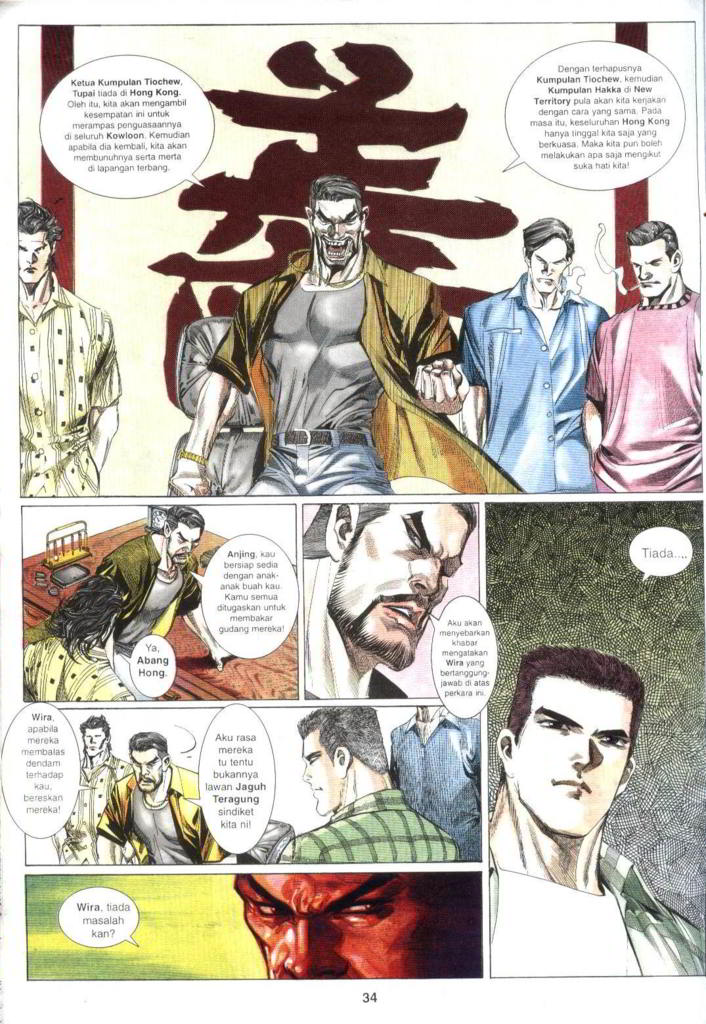 Ketua Kumpulan Tiochew,
Tupai tiada di Hong Kong.
Oleh itu, kita akan mengambil
kesempatan ini untuk
merampas penguasaannya
di seluruh Kowloon. Kemudian
apabila dia kembali, kita akan
membunuhnya serta merta
di lapangan terbang.
Dengan terhapusnya
Kumpulan Tiochew, kemudian
Kumpulan Hakka di New
Territory pula akan kita kerjakan
dengan cara yang sama. Pada
masa itu, keseluruhan Hong Kong
hanya tinggal kita saja yang
berkuasa. Maka kita pun boleh
melakukan apa saja mengikut
suka hati kita!
Anjing, kau
bersiap sedia
dengan anak-
anak buah kau.
Kamu semua
ditugaskan untuk
membakar
gudang mereka!
Ya,
Abang
Hong.
Aku akan
menyebarkan
khabar
mengatakan
Wira yang
bertanggung-
jawab di atas
perkara ini.
Tiada....
Wira,
apabila
mereka
membalas
dendam
terhadap
kau,
bereskan
mereka!
Aku rasa
mereka
tu tentu
bukannya
lawan Jaguh
Teragung
sindiket
kita ni!
Wira, tiada
masalah
kan?
34